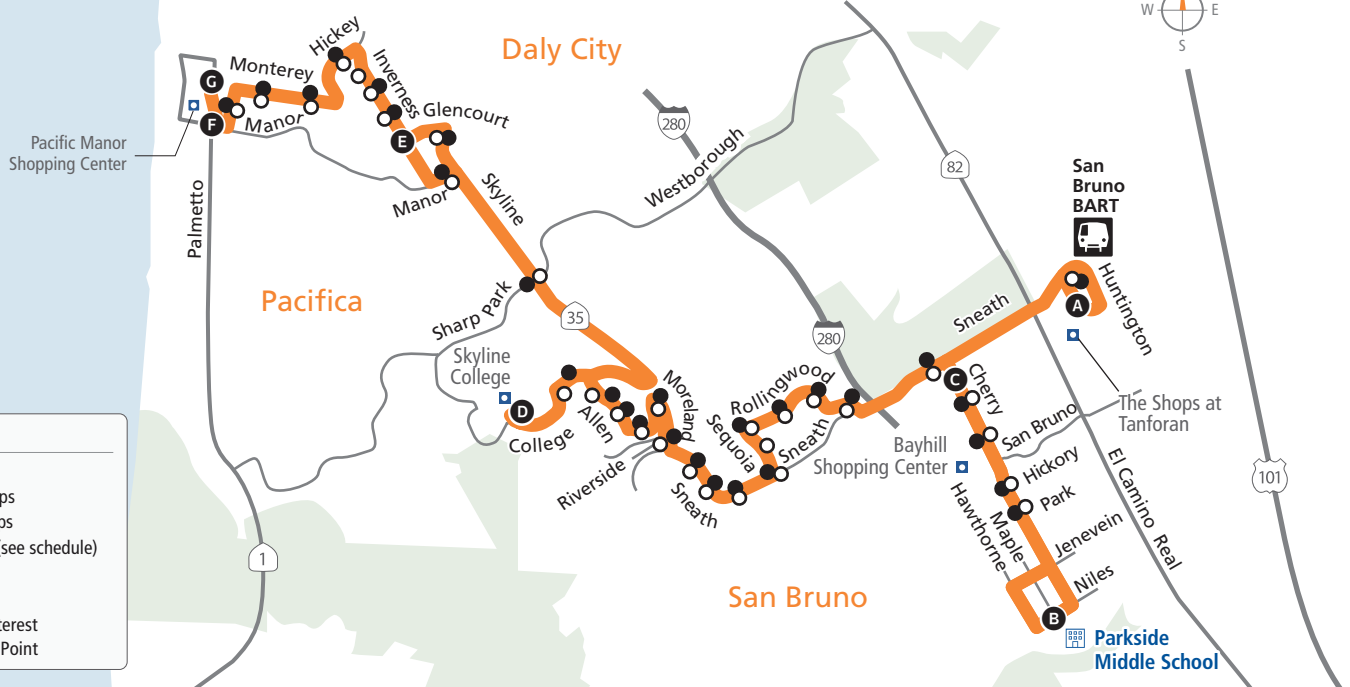 W
E
S
Daly City
Hickey
Inverness
Monterey
Glencourt
G
F
E
Manor
Pacific Manor
Shopping Center
Manor
Skyline
Palmetto
Westborough
280
82
San
Bruno
BART
Huntington
A
Sneath
Pacifica
Sharp Park
35
280
Skyline
College
D
College
Allen
Moreland
Rollingwood
Sequoia
Sneath
Riverside
Sneath
C
Cherry
San Bruno
The Shops at
Tanforan
Bayhill
Shopping Center
Hickory
Park
Hawthorne
Maple
El Camino Real
101
Jenevein
Niles
B
San Bruno
Parkside
Middle School
1
ps
ps
(see schedule)
terest
Point